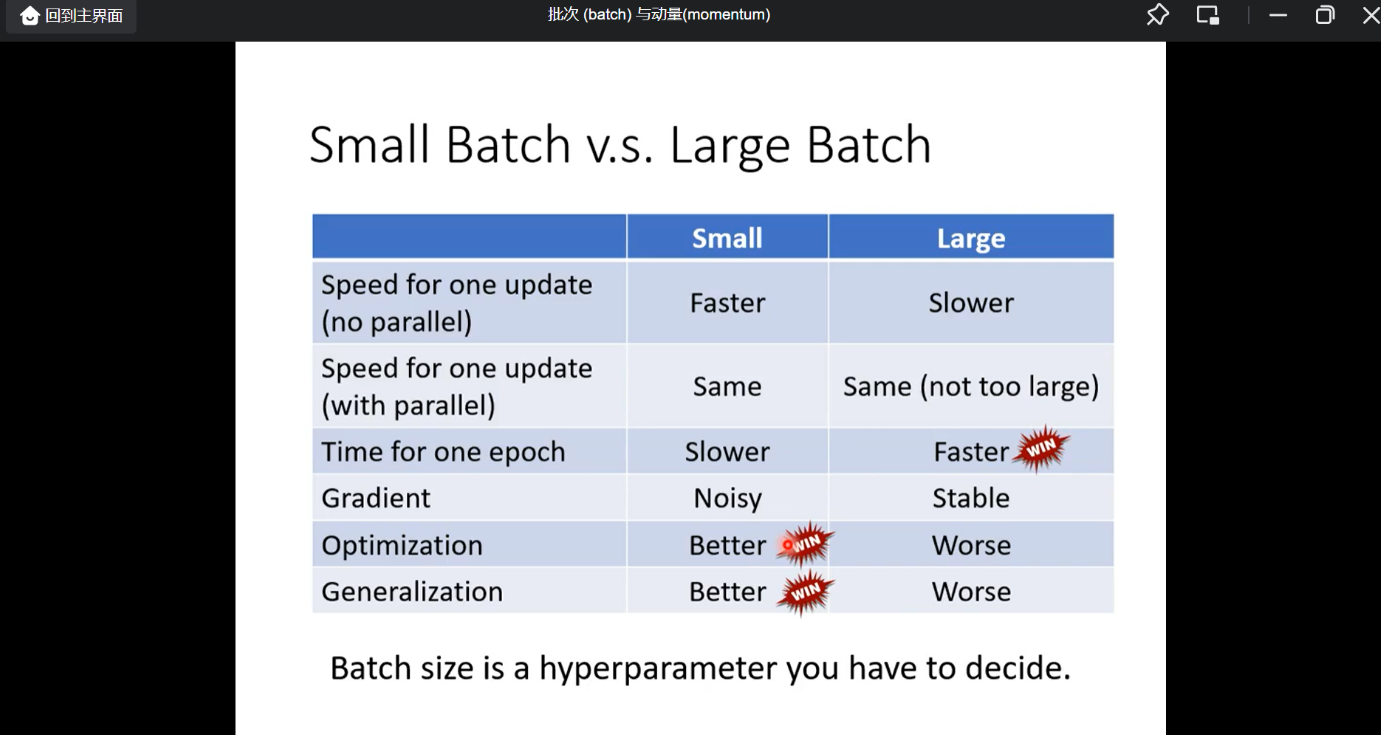 回到主界面
批次 (batch) 与动量(momentum)
Small Batch v.s. Large Batch
Small Large
Speed for one update
(no parallel)
Faster Slower
Speed for one update
(with parallel)
Same Same (not too large)
Time for one epoch Slower Faster WIN
Gradient Noisy Stable
Optimization Better WIN Worse
Generalization Better WIN Worse
Batch size is a hyperparameter you have to decide.